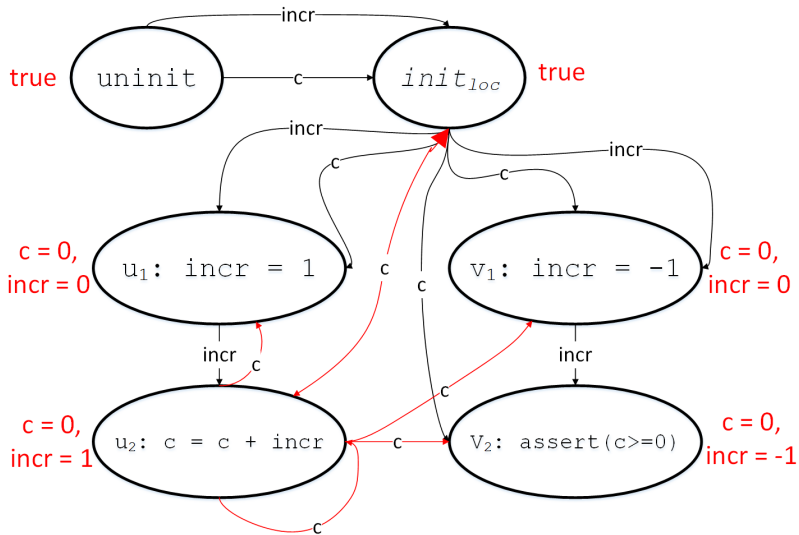 incr
true
uninit
c
init_loc
true
incr
c
c
incr
c = 0,
incr = 0
u₁: incr = 1
c
c
v₁: incr = -1
c = 0,
incr = 0
incr
c
incr
c
c = 0,
incr = 1
u₂: c = c + incr
c
V₂: assert(c>=0)
c = 0,
incr = -1
c